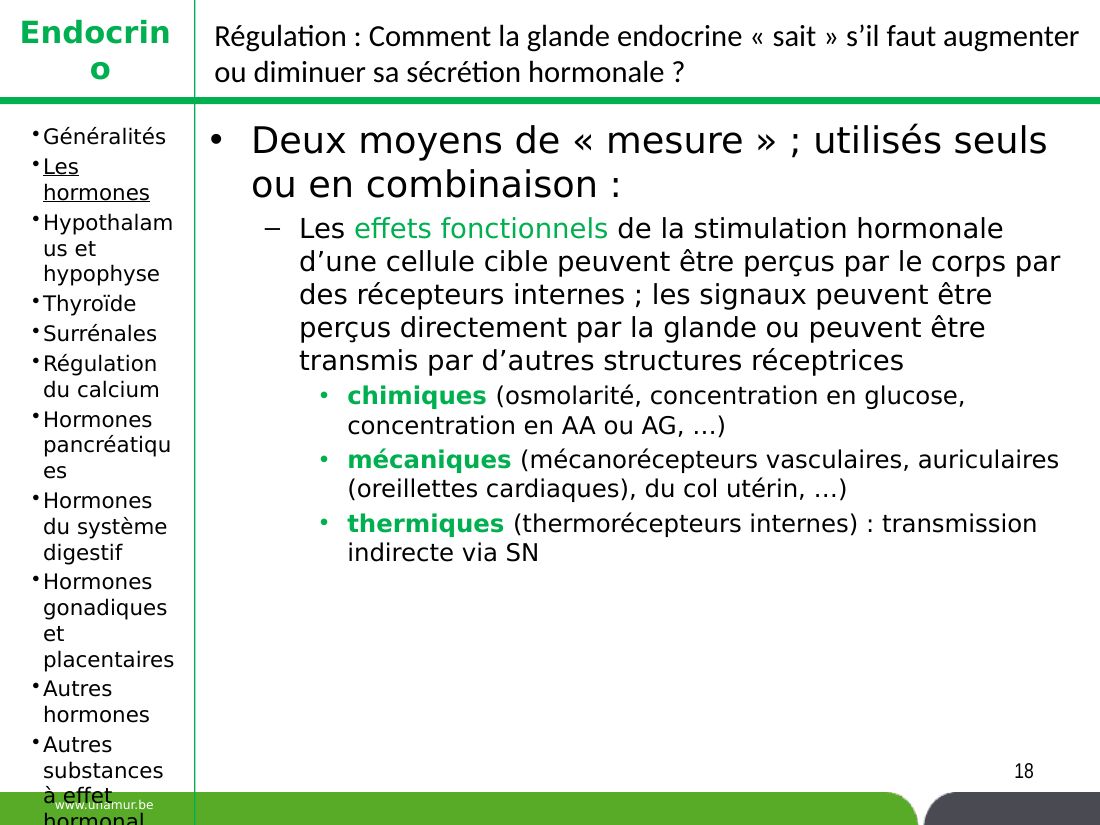 Endocrin
o
Régulation : Comment la glande endocrine « sait » s’il faut augmenter
ou diminuer sa sécrétion hormonale ?
•Généralités
•Les
hormones
•Hypothalam
us et
hypophyse
•Thyroïde
•Surrénales
•Régulation
du calcium
•Hormones
pancréatiqu
es
•Hormones
du système
digestif
•Hormones
gonadiques
et
placentaires
•Autres
hormones
•Autres
substances
à effet
hormonal
• Deux moyens de « mesure » ; utilisés seuls
ou en combinaison :
– Les effets fonctionnels de la stimulation hormonale
d’une cellule cible peuvent être perçus par le corps par
des récepteurs internes ; les signaux peuvent être
perçus directement par la glande ou peuvent être
transmis par d’autres structures réceptrices
• chimiques (osmolarité, concentration en glucose,
concentration en AA ou AG, …)
• mécaniques (mécanorécepteurs vasculaires, auriculaires
(oreillettes cardiaques), du col utérin, …)
• thermiques (thermorécepteurs internes) : transmission
indirecte via SN
18
www.unamur.be